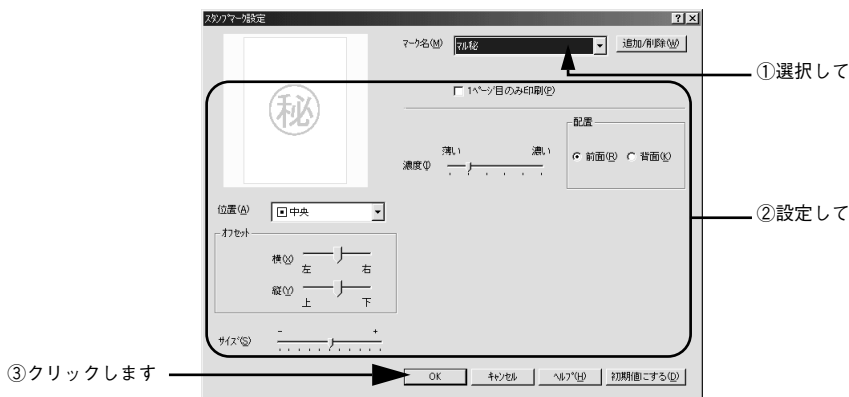 スタンプマーク設定
マーク名(M) マル秘 追加/削除(W)
①選択して
1ページ目のみ印刷(P)
秘
配置
薄い 濃い
前面(R) 背面(K)
濃度(I)
位置(A) 中央
②設定して
オフセット
横(X)
左 右
縦(Y)
上 下
- +
サイズ(S)
③クリックします
OK キャンセル ヘルプ(H) 初期値にする(D)